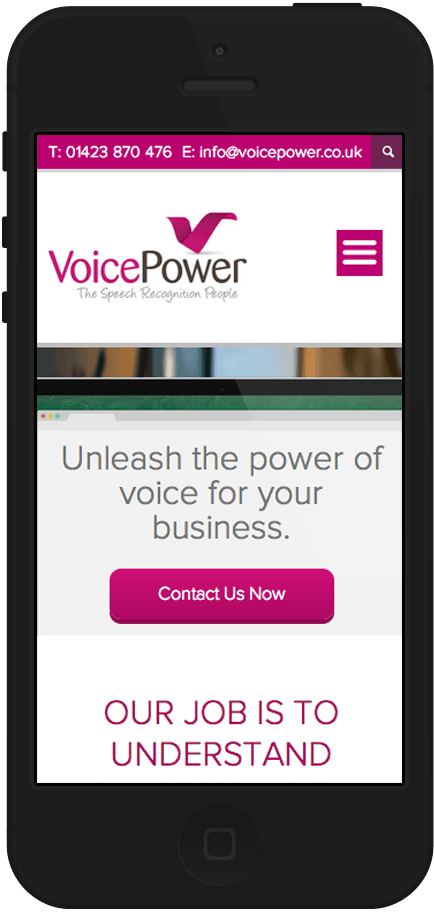 T: 01423 870 476 E: info@voicepower.co.uk
VoicePower
The Speech Recognition People
Unleash the power of
voice for your
business.
Contact Us Now
OUR JOB IS TO
UNDERSTAND